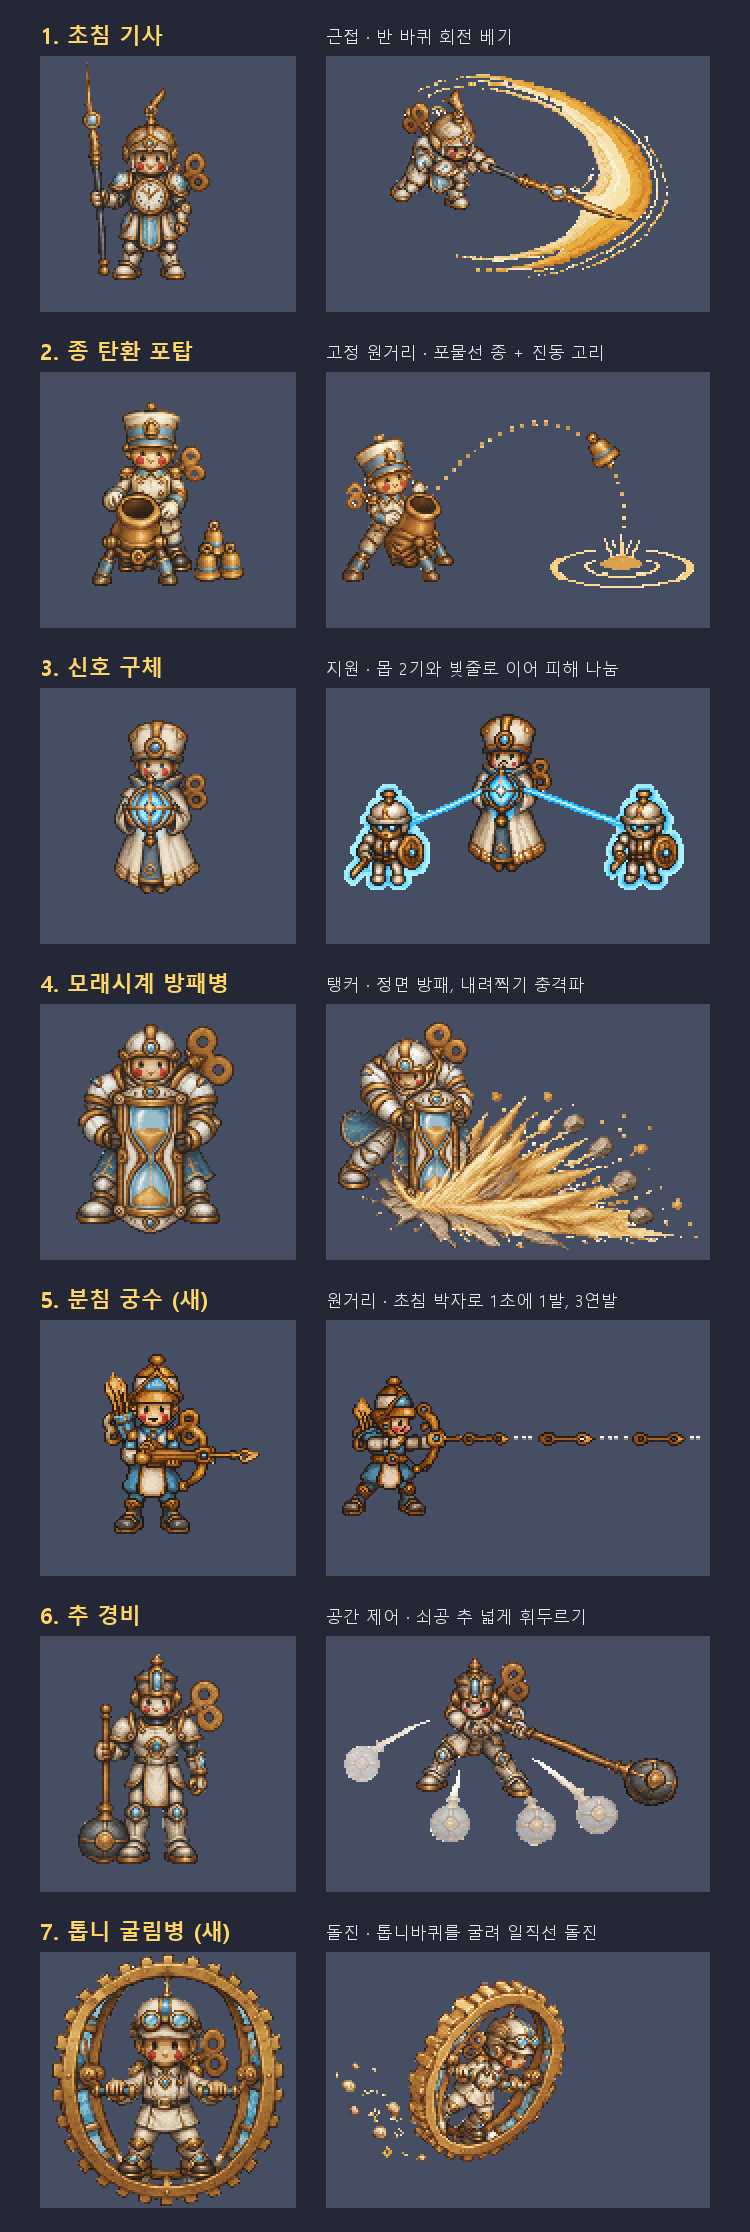 1. 초침 기사
근접 · 반 바퀴 회전 베기
2. 종 탄환 포탑
고정 원거리 · 포물선 종 + 진동 고리
3. 신호 구체
지원 · 몹 2기와 빛줄로 이어 피해 나눔
4. 모래시계 방패병
탱커 · 정면 방패, 내려찍기 충격파
5. 분침 궁수 (새)
원거리 · 초침 박자로 1초에 1발, 3연발
6. 추 경비
공간 제어 · 쇠공 추 넓게 휘두르기
7. 톱니 굴림병 (새)
돌진 · 톱니바퀴를 굴려 일직선 돌진